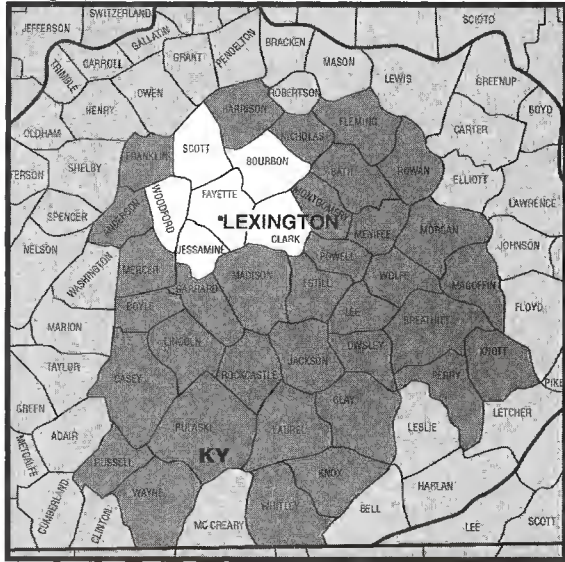 SWITZERLAND
SCIOTO
JEFFERSON
GALLATIN
PENDELTON
BRACKEN
GRANT
CARROLL
MASON
TRIMBLE
LEWIS
GREENUP
OWEN
HENRY
ROBERTSON
HARRISON
BOYD
FLEMING
OLDHAM
NICHOLAS
CARTER
SCOTT
FRANKLIN
BOURBON
SHELBY
FERSON
BATH
ROWAN
ELLIOTT
FAYETTE
WOODFORD
MONTGOMERY
LAWRENCE
SPENCER
ANDERSON
LEXINGTON
MORGAN
CLARK
MENIFEE
NELSON
JESSAMINE
JOHNSON
WASHINGTON
POWELL
MERCER
MADISON
WOLFE
ESTILL
MAGOFFIN
GARRARD
BOYLE
LEE
FLOYD
MARION
BREATHITT
LINCOLN
OWSLEY
JACKSON
KNOTT
TAYLOR
CASEY
ROCKCASTLE
PERRY
PIKE
CLAY
GREEN
LETCHER
LESLIE
ADAIR
PULASKI
LAUREL
METCALFE
KY
RUSSELL
KNOX
HARLAN
WAYNE
WHITLEY
BELL
CUMBERLAND
CLINTON
MC CREARY
LEE
SCOTT